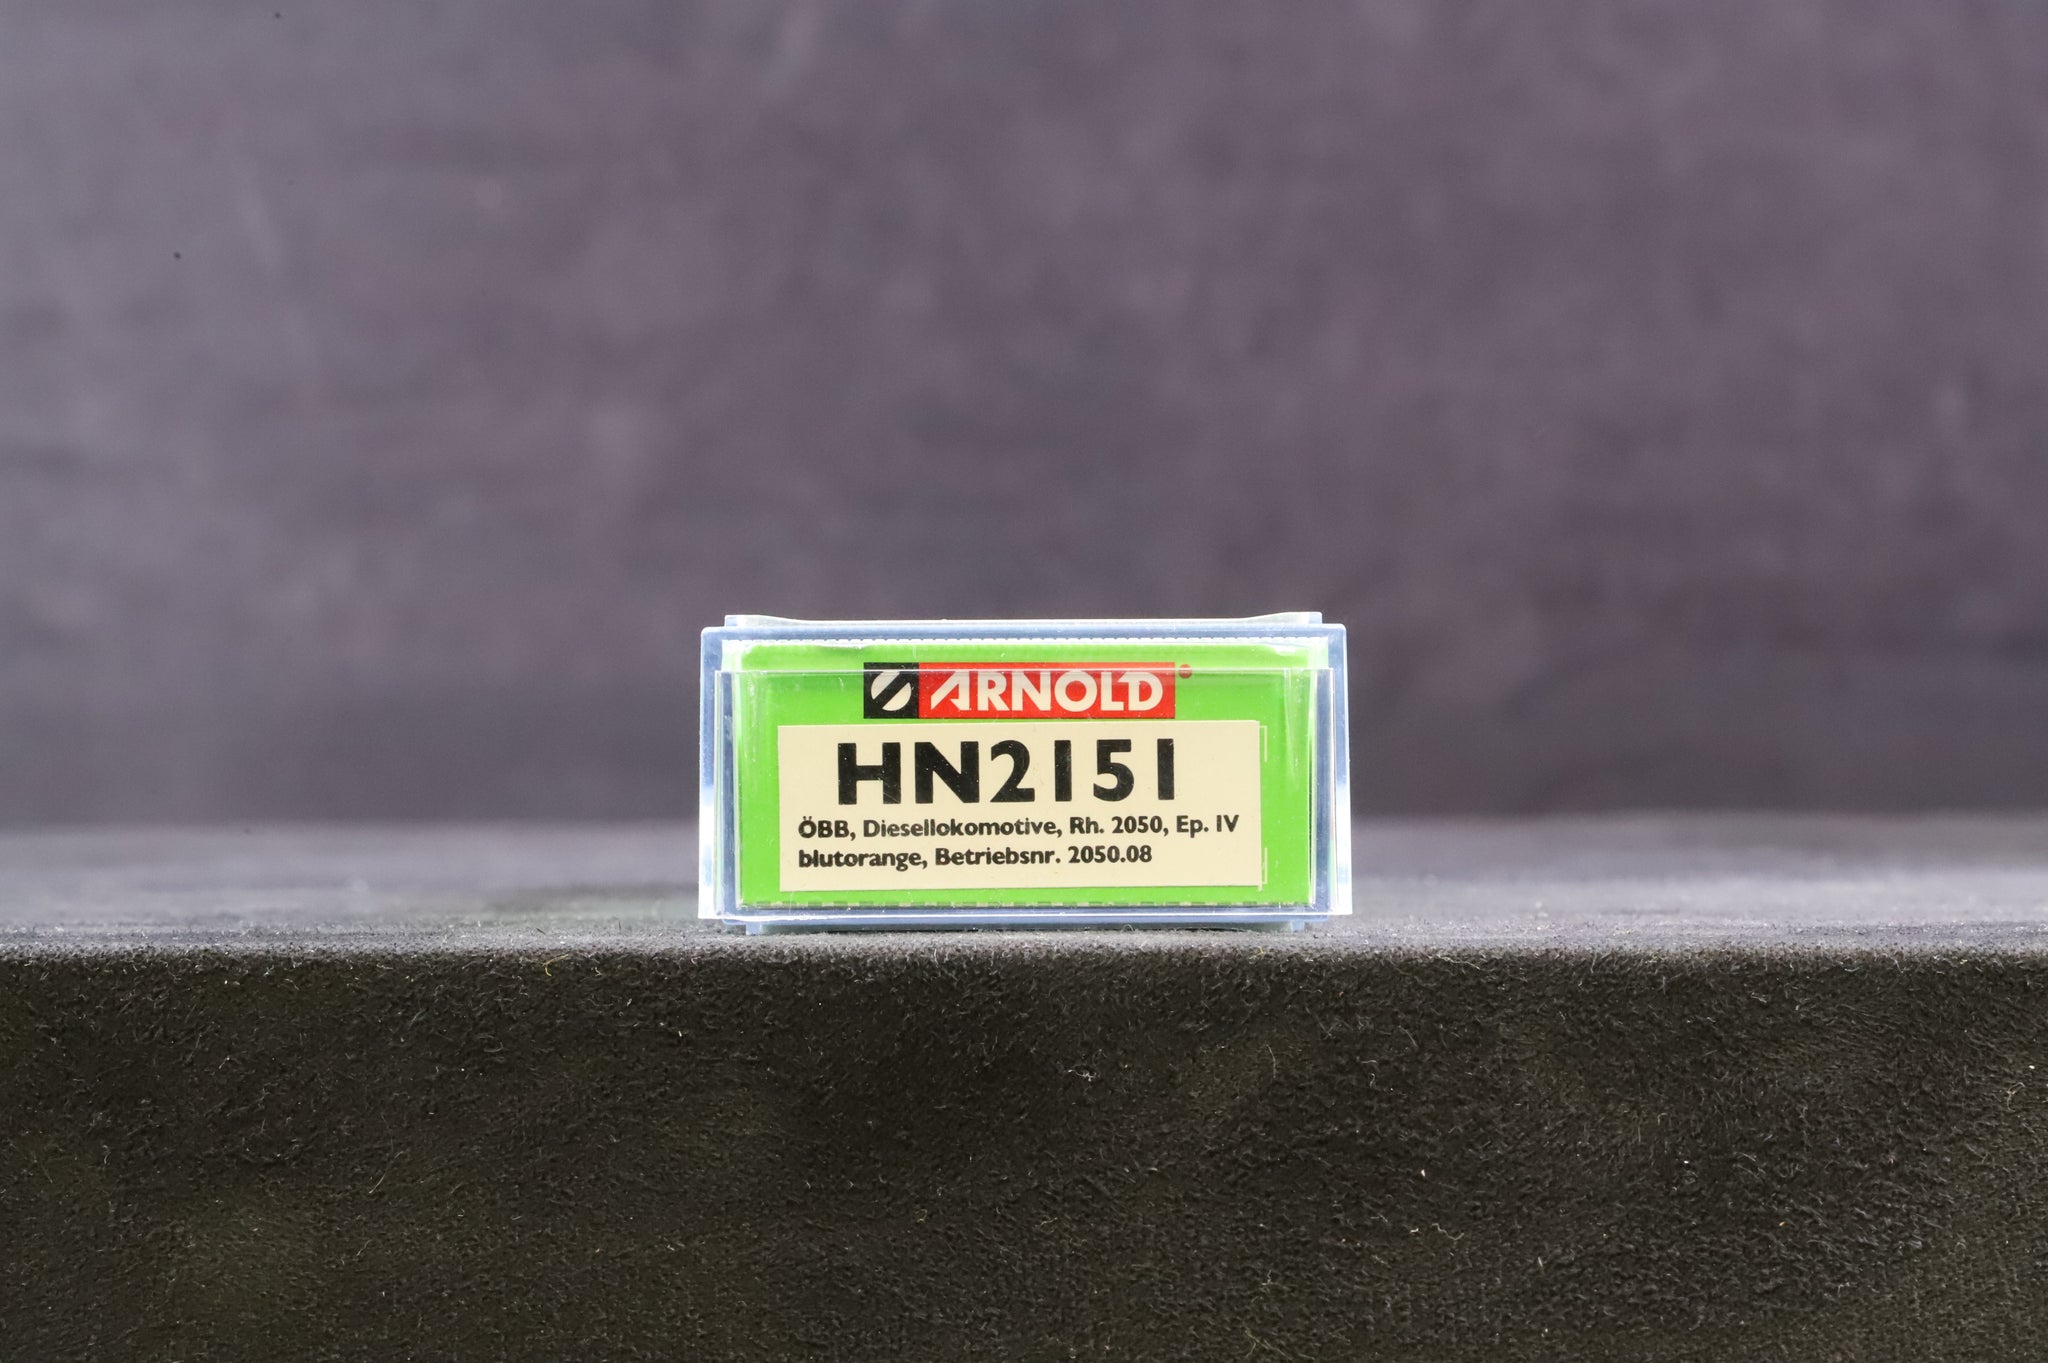 ARNOLD
HN2151
ÖBB, Diesellokomotive, Rh. 2050, Ep. IV
blutorange, Betriebsnr. 2050.08